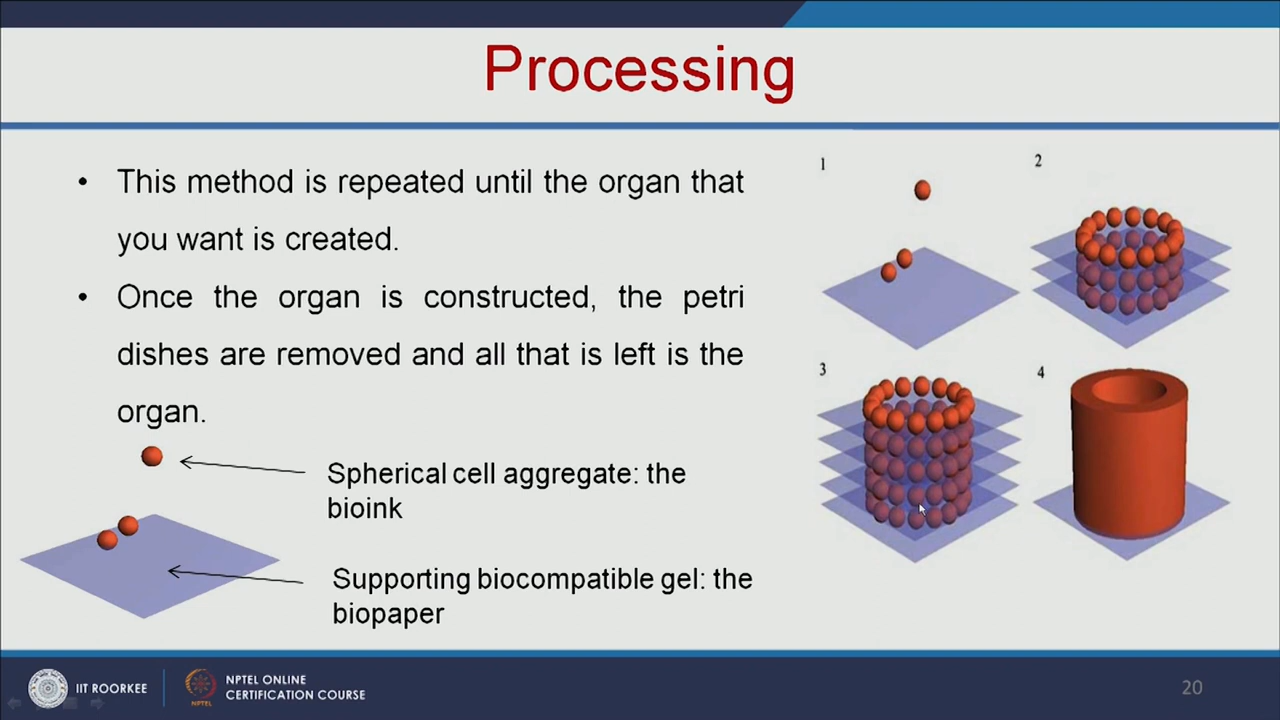 Processing
• This method is repeated until the organ that
you want is created.
• Once the organ is constructed, the petri
dishes are removed and all that is left is the
organ.
Spherical cell aggregate: the
bioink
Supporting biocompatible gel: the
biopaper
1
2
3
4
IIT ROORKEE
NPTEL
NPTEL ONLINE
CERTIFICATION COURSE
20